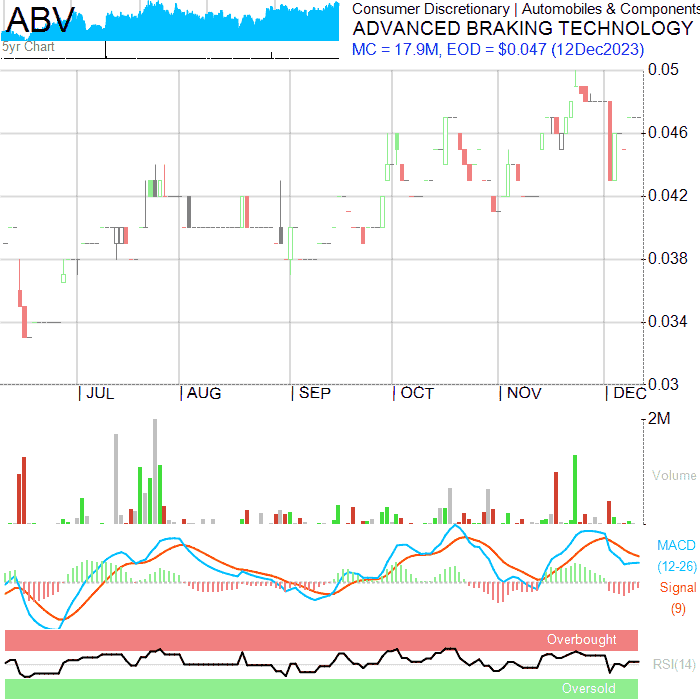 ABV
5yr Chart
Consumer Discretionary | Automobiles & Components
ADVANCED BRAKING TECHNOLOGY
MC = 17.9M, EOD = $0.047 (12Dec2023)
0.05
0.046
0.042
0.038
0.034
0.03
| JUL | AUG | SEP | OCT | NOV | DEC
2M
Volume
MACD
(12-26)
Signal
(9)
Overbought
RSI(14)
Oversold